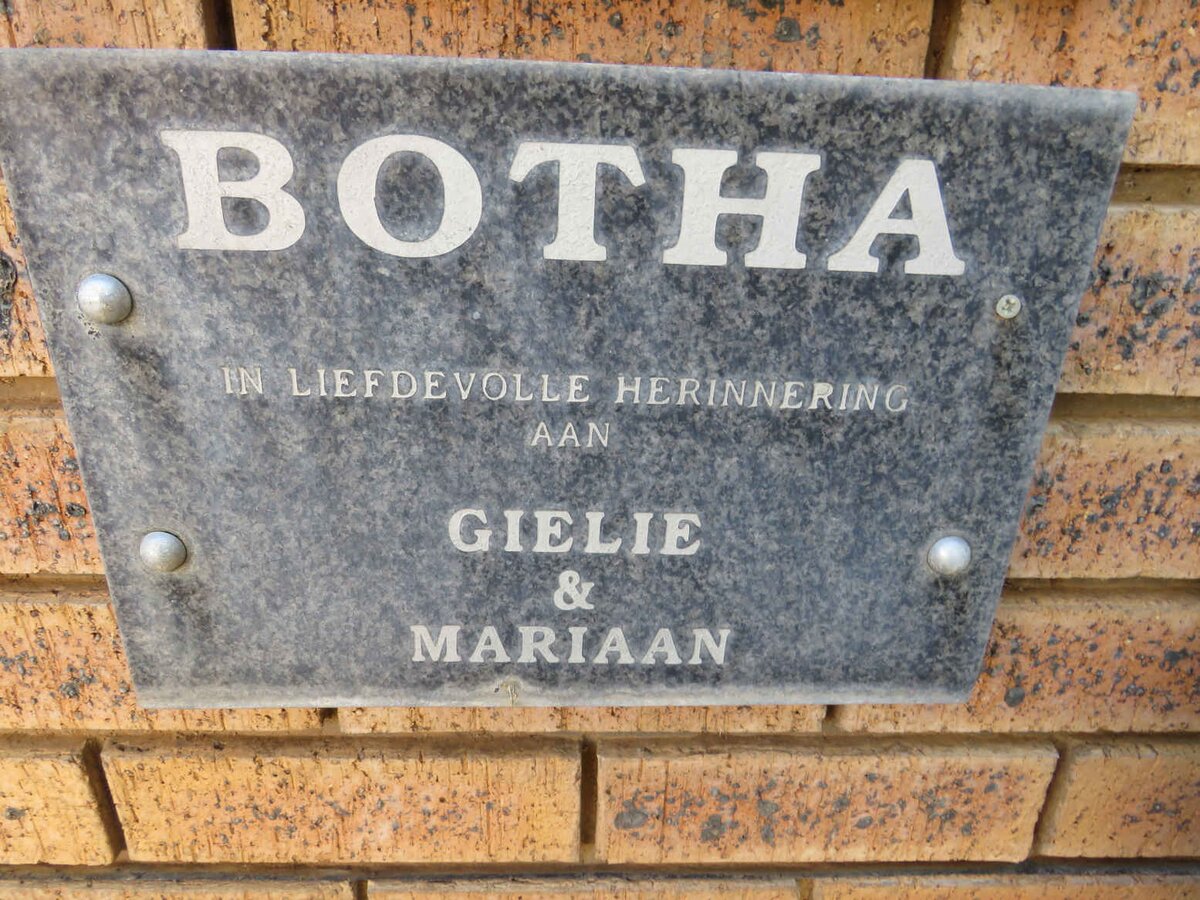 BOTHA
IN LIEFDEVOLLE HERINNERING
AAN
GIELIE
&
MARIAAN